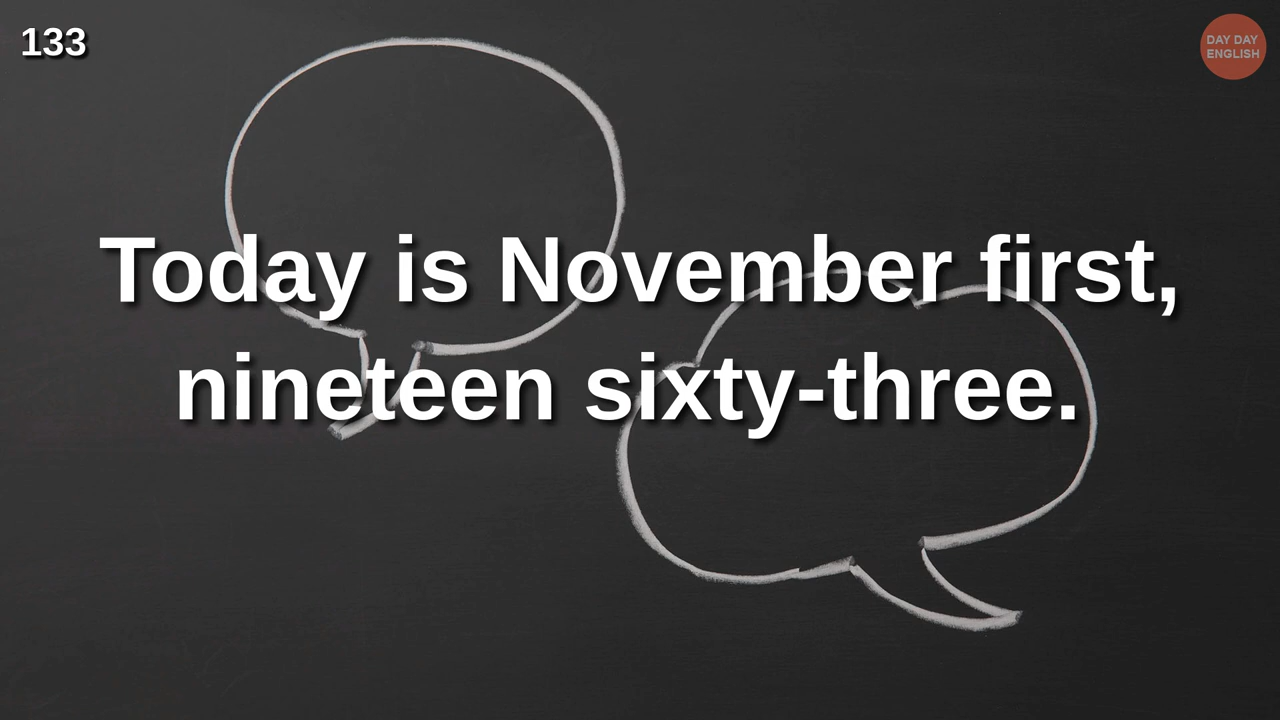 133
DAY DAY
ENGLISH
Today is November first,
nineteen sixty-three.